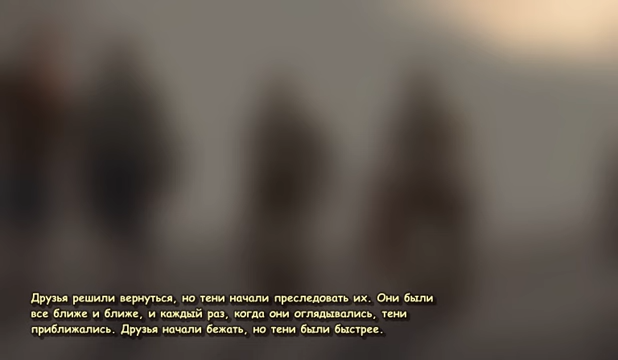 Друзья решили вернуться, но тени начали преследовать их. Они были
все ближе и ближе, и каждый раз, когда они оглядывались, тени
приближались. Друзья начали бежать, но тени были быстрее.